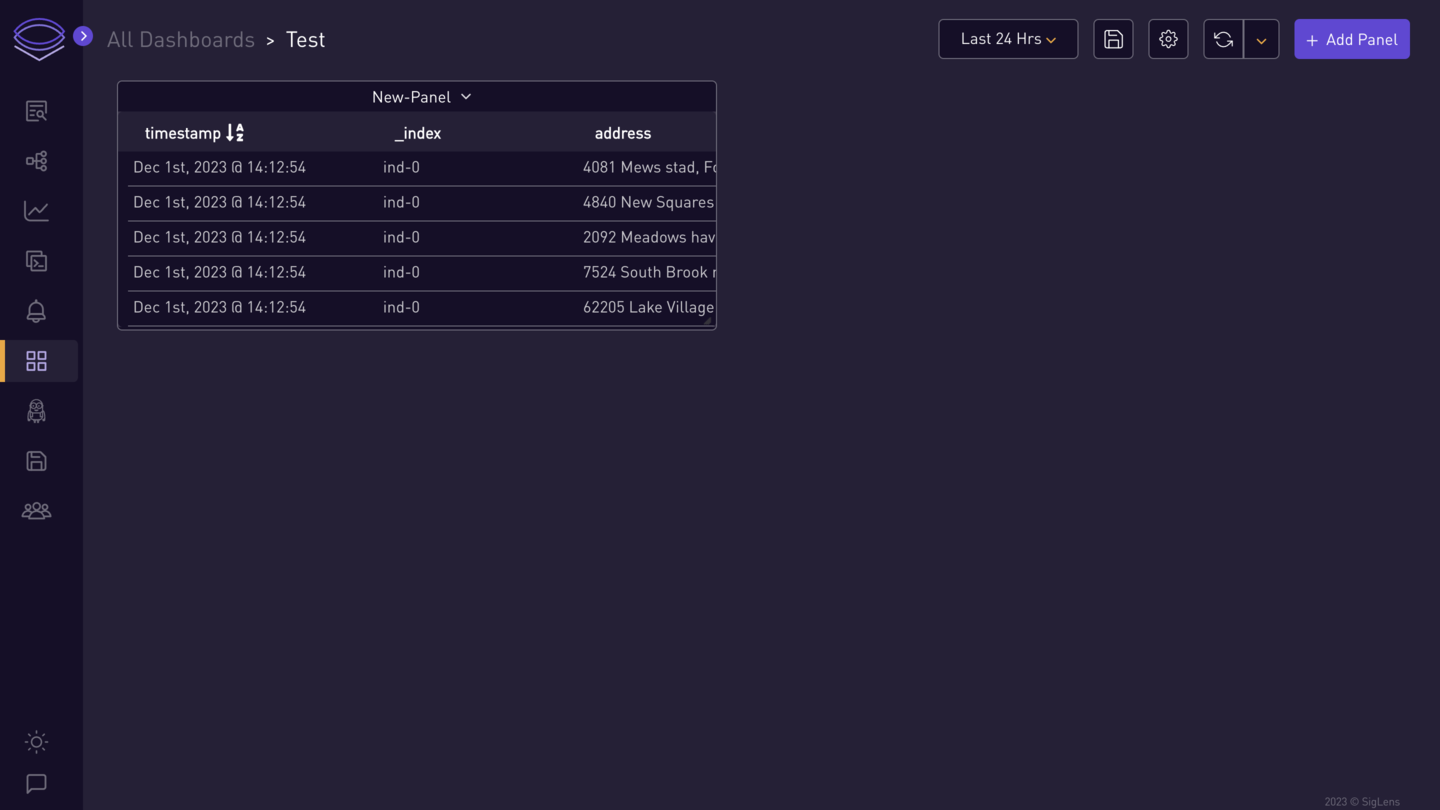 All Dashboards > Test
Last 24 Hrs
+ Add Panel
New-Panel
timestamp _index address
Dec 1st, 2023 @ 14:12:54 ind-0 4081 Mews stad,
Dec 1st, 2023 @ 14:12:54 ind-0 4840 New Squares
Dec 1st, 2023 @ 14:12:54 ind-0 2092 Meadows hav
Dec 1st, 2023 @ 14:12:54 ind-0 7524 South Brook
Dec 1st, 2023 @ 14:12:54 ind-0 62205 Lake Village
2023 © SigLens